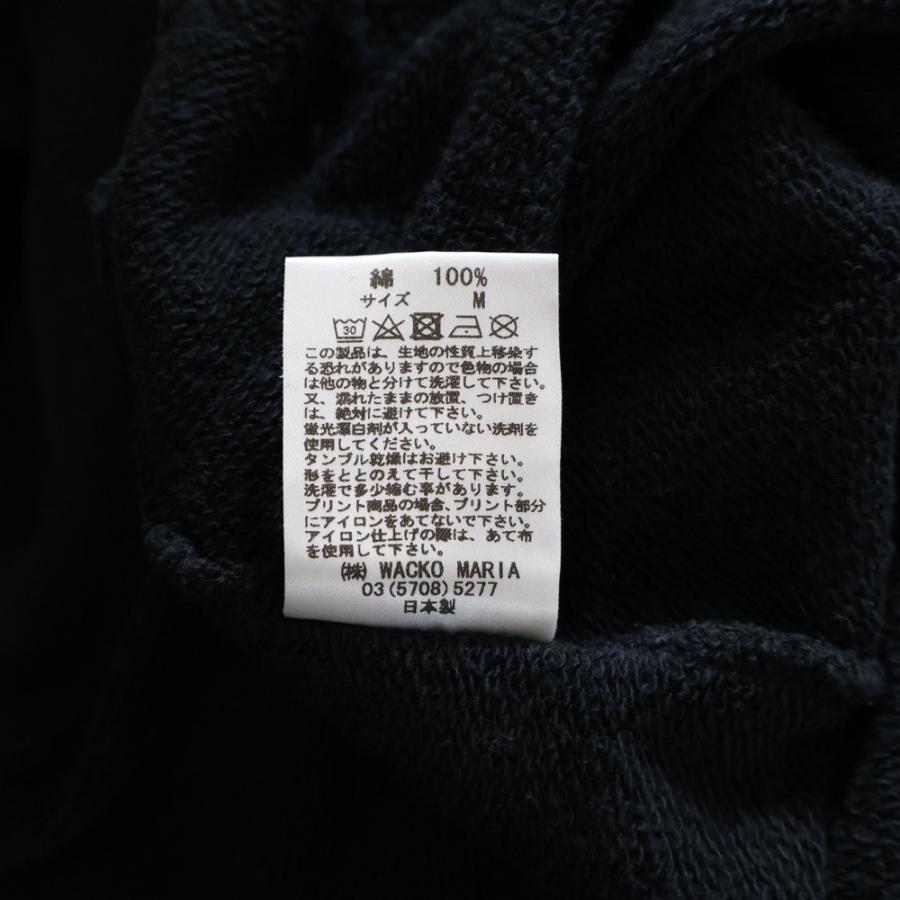 綿 100%
サイズ M
30
この製品は、生地の性質上移染す
る恐れがありますので色物の場合
は他の物と分けて洗濯して下さい。
又、濡れたままの放置、つけ置き
は、絶対に避けて下さい。
蛍光漂白剤が入っていない洗剤を
使用してください。
タンブル乾燥はお避け下さい。
形をととのえて干して下さい。
洗濯で多少縮む事があります。
プリント商品の場合、プリント部分
にアイロンをあてないで下さい。
アイロン仕上げの際は、あて布
を使用して下さい。
(株) WACKO MARIA
03(5708)5277
日本製